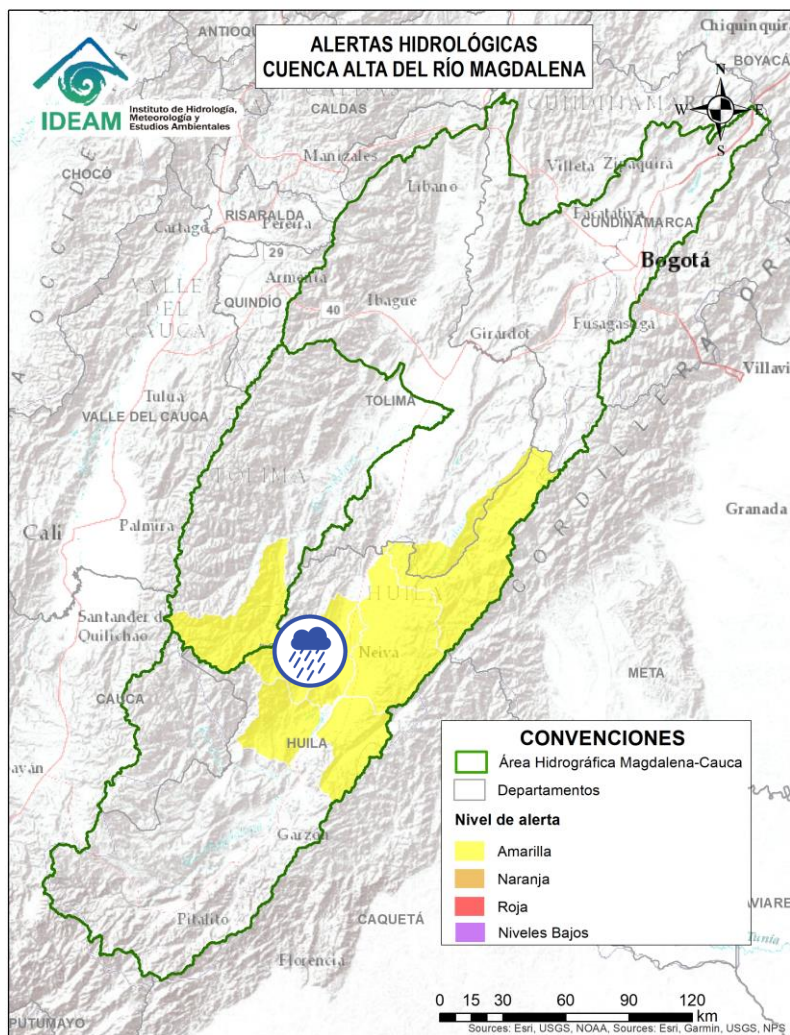 ALERTAS HIDROLÓGICAS
CUENCA ALTA DEL RÍO MAGDALENA
IDEAM
Instituto de Hidrología,
Meteorología y
Estudios Ambientales
Chiquinquirá
BOYACÁ
N
W
E
S
CALDAS
CHOCÓ
Manizales
Líbano
Villeta
Zipaquirá
Facatativá
CUNDINAMARCA
RISARALDA
Pereira
Cartago
29
Armenia
QUINDÍO
40
Ibagué
Bogotá
VALLE
DEL
CAUCA
Girardot
Fusagasugá
Villavi
Tuluá
VALLE DEL CAUCA
TOLIMA
TOLIMA
CORDILLERA ORI
Cali
Palmira
Granada
HUILA
Santander de
Quilichao
Neiva
META
CAUCA
HUILA
Garzón
Pitalito
CAQUETÁ
Florencia
PUTUMAYO
CONVENCIONES
Área Hidrográfica Magdalena-Cauca
Departamentos
Nivel de alerta
Amarilla
Naranja
Roja
Niveles Bajos
AVIARE
Tunía
0 15 30 60 90 120
km
Sources: Esri, USGS, NOAA, Sources: Esri, Garmin, USGS, NPS